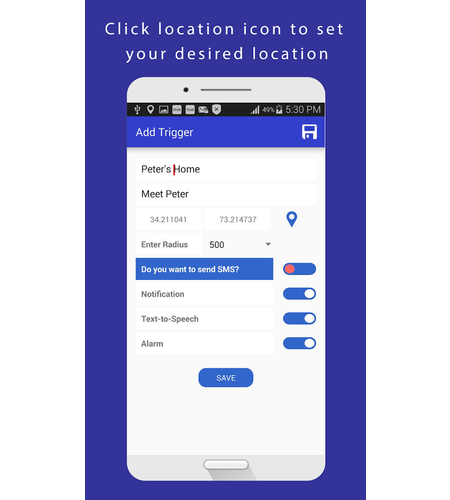 Click location icon to set
your desired location
49% 5:30 PM
Add Trigger
Peter's Home
Meet Peter
34.211041 73.214737
Enter Radius 500
Do you want to send SMS?
Notification
Text-to-Speech
Alarm
SAVE